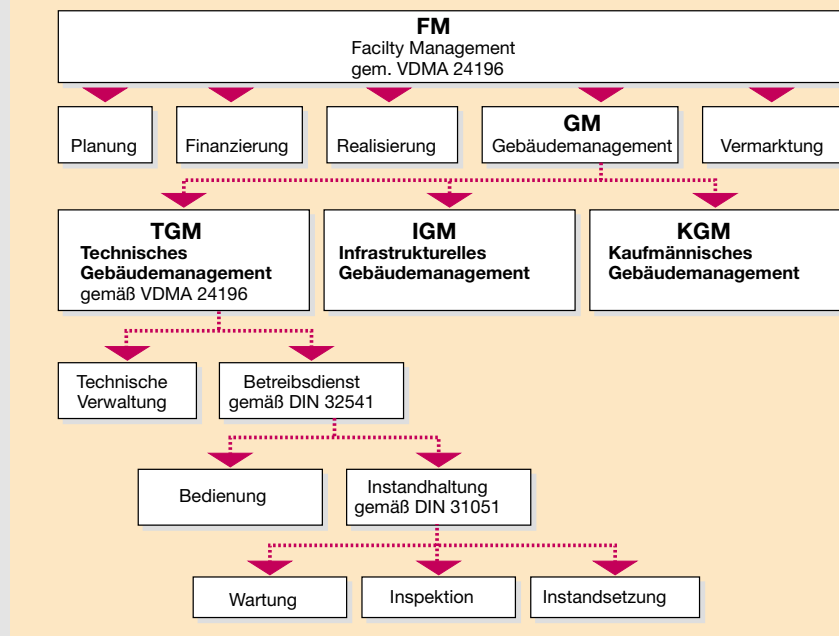 FM
Facilty Management
gem. VDMA 24196
Planung
Finanzierung
Realisierung
GM
Gebäudemanagement
Vermarktung
TGM
Technisches
Gebäudemanagement
gemäß VDMA 24196
IGM
Infrastrukturelles
Gebäudemanagement
KGM
Kaufmännisches
Gebäudemanagement
Technische
Verwaltung
Betreibsdienst
gemäß DIN 32541
Bedienung
Instandhaltung
gemäß DIN 31051
Wartung
Inspektion
Instandsetzung